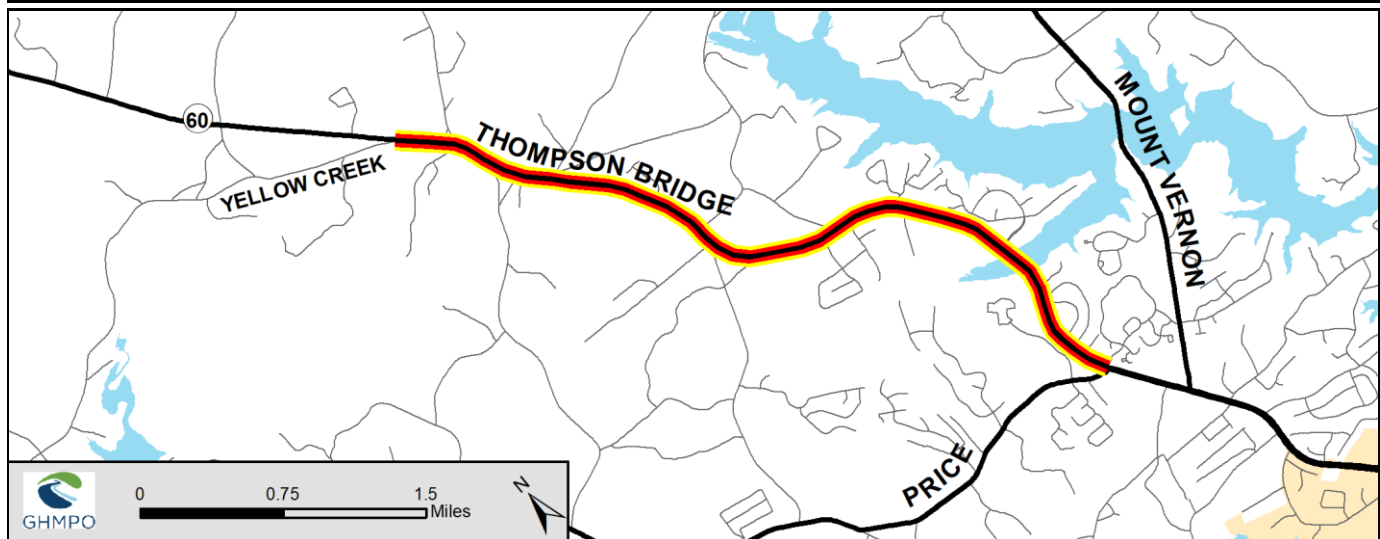 60
THOMPSON BRIDGE
MOUNT VERNON
YELLOW CREEK
PRICE
GHMPO
0 0.75 1.5
Miles
N